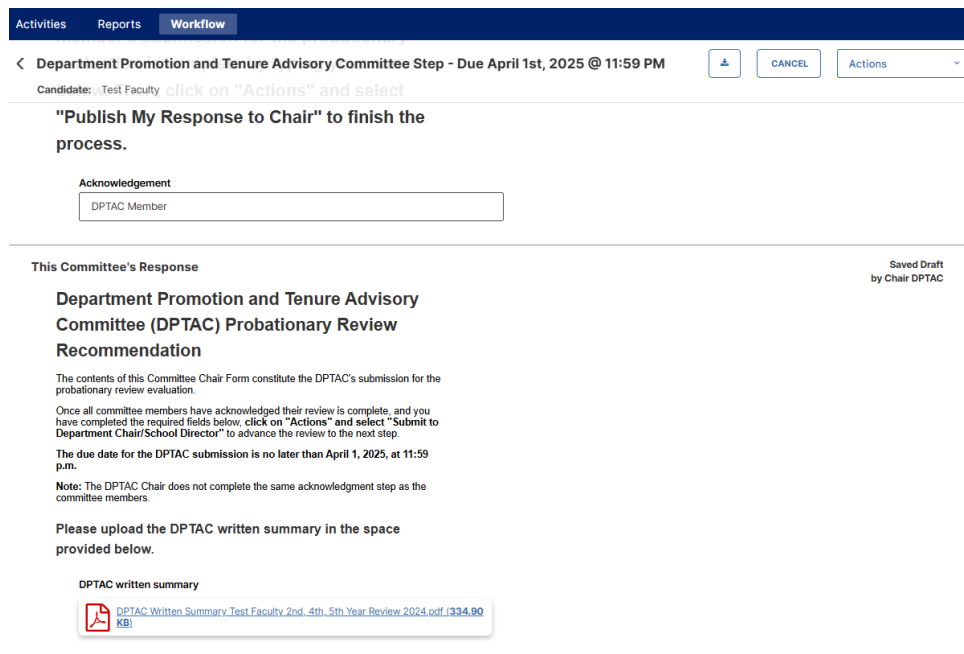 Activities Reports Workflow
Member's submission for the probationary
Department Promotion and Tenure Advisory Committee Step - Due April 1st, 2025 @ 11:59 PM
CANCEL
Actions
Candidate: Test Faculty
click on "Actions" and select
"Publish My Response to Chair" to finish the
process.
Acknowledgement
DPTAC Member
This Committee's Response
Saved Draft
by Chair DPTAC
Department Promotion and Tenure Advisory
Committee (DPTAC) Probationary Review
Recommendation
The contents of this Committee Chair Form constitute the DPTAC's submission for the
probationary review evaluation.
Once all committee members have acknowledged their review is complete, and you
have completed the required fields below, click on "Actions" and select "Submit to
Department Chair/School Director" to advance the review to the next step.
The due date for the DPTAC submission is no later than April 1, 2025, at 11:59
p.m.
Note: The DPTAC Chair does not complete the same acknowledgment step as the
committee members.
Please upload the DPTAC written summary in the space
provided below.
DPTAC written summary
DPTAC Written Summary Test Faculty 2nd, 4th, 5th Year Review 2024.pdf (334.90
KB)